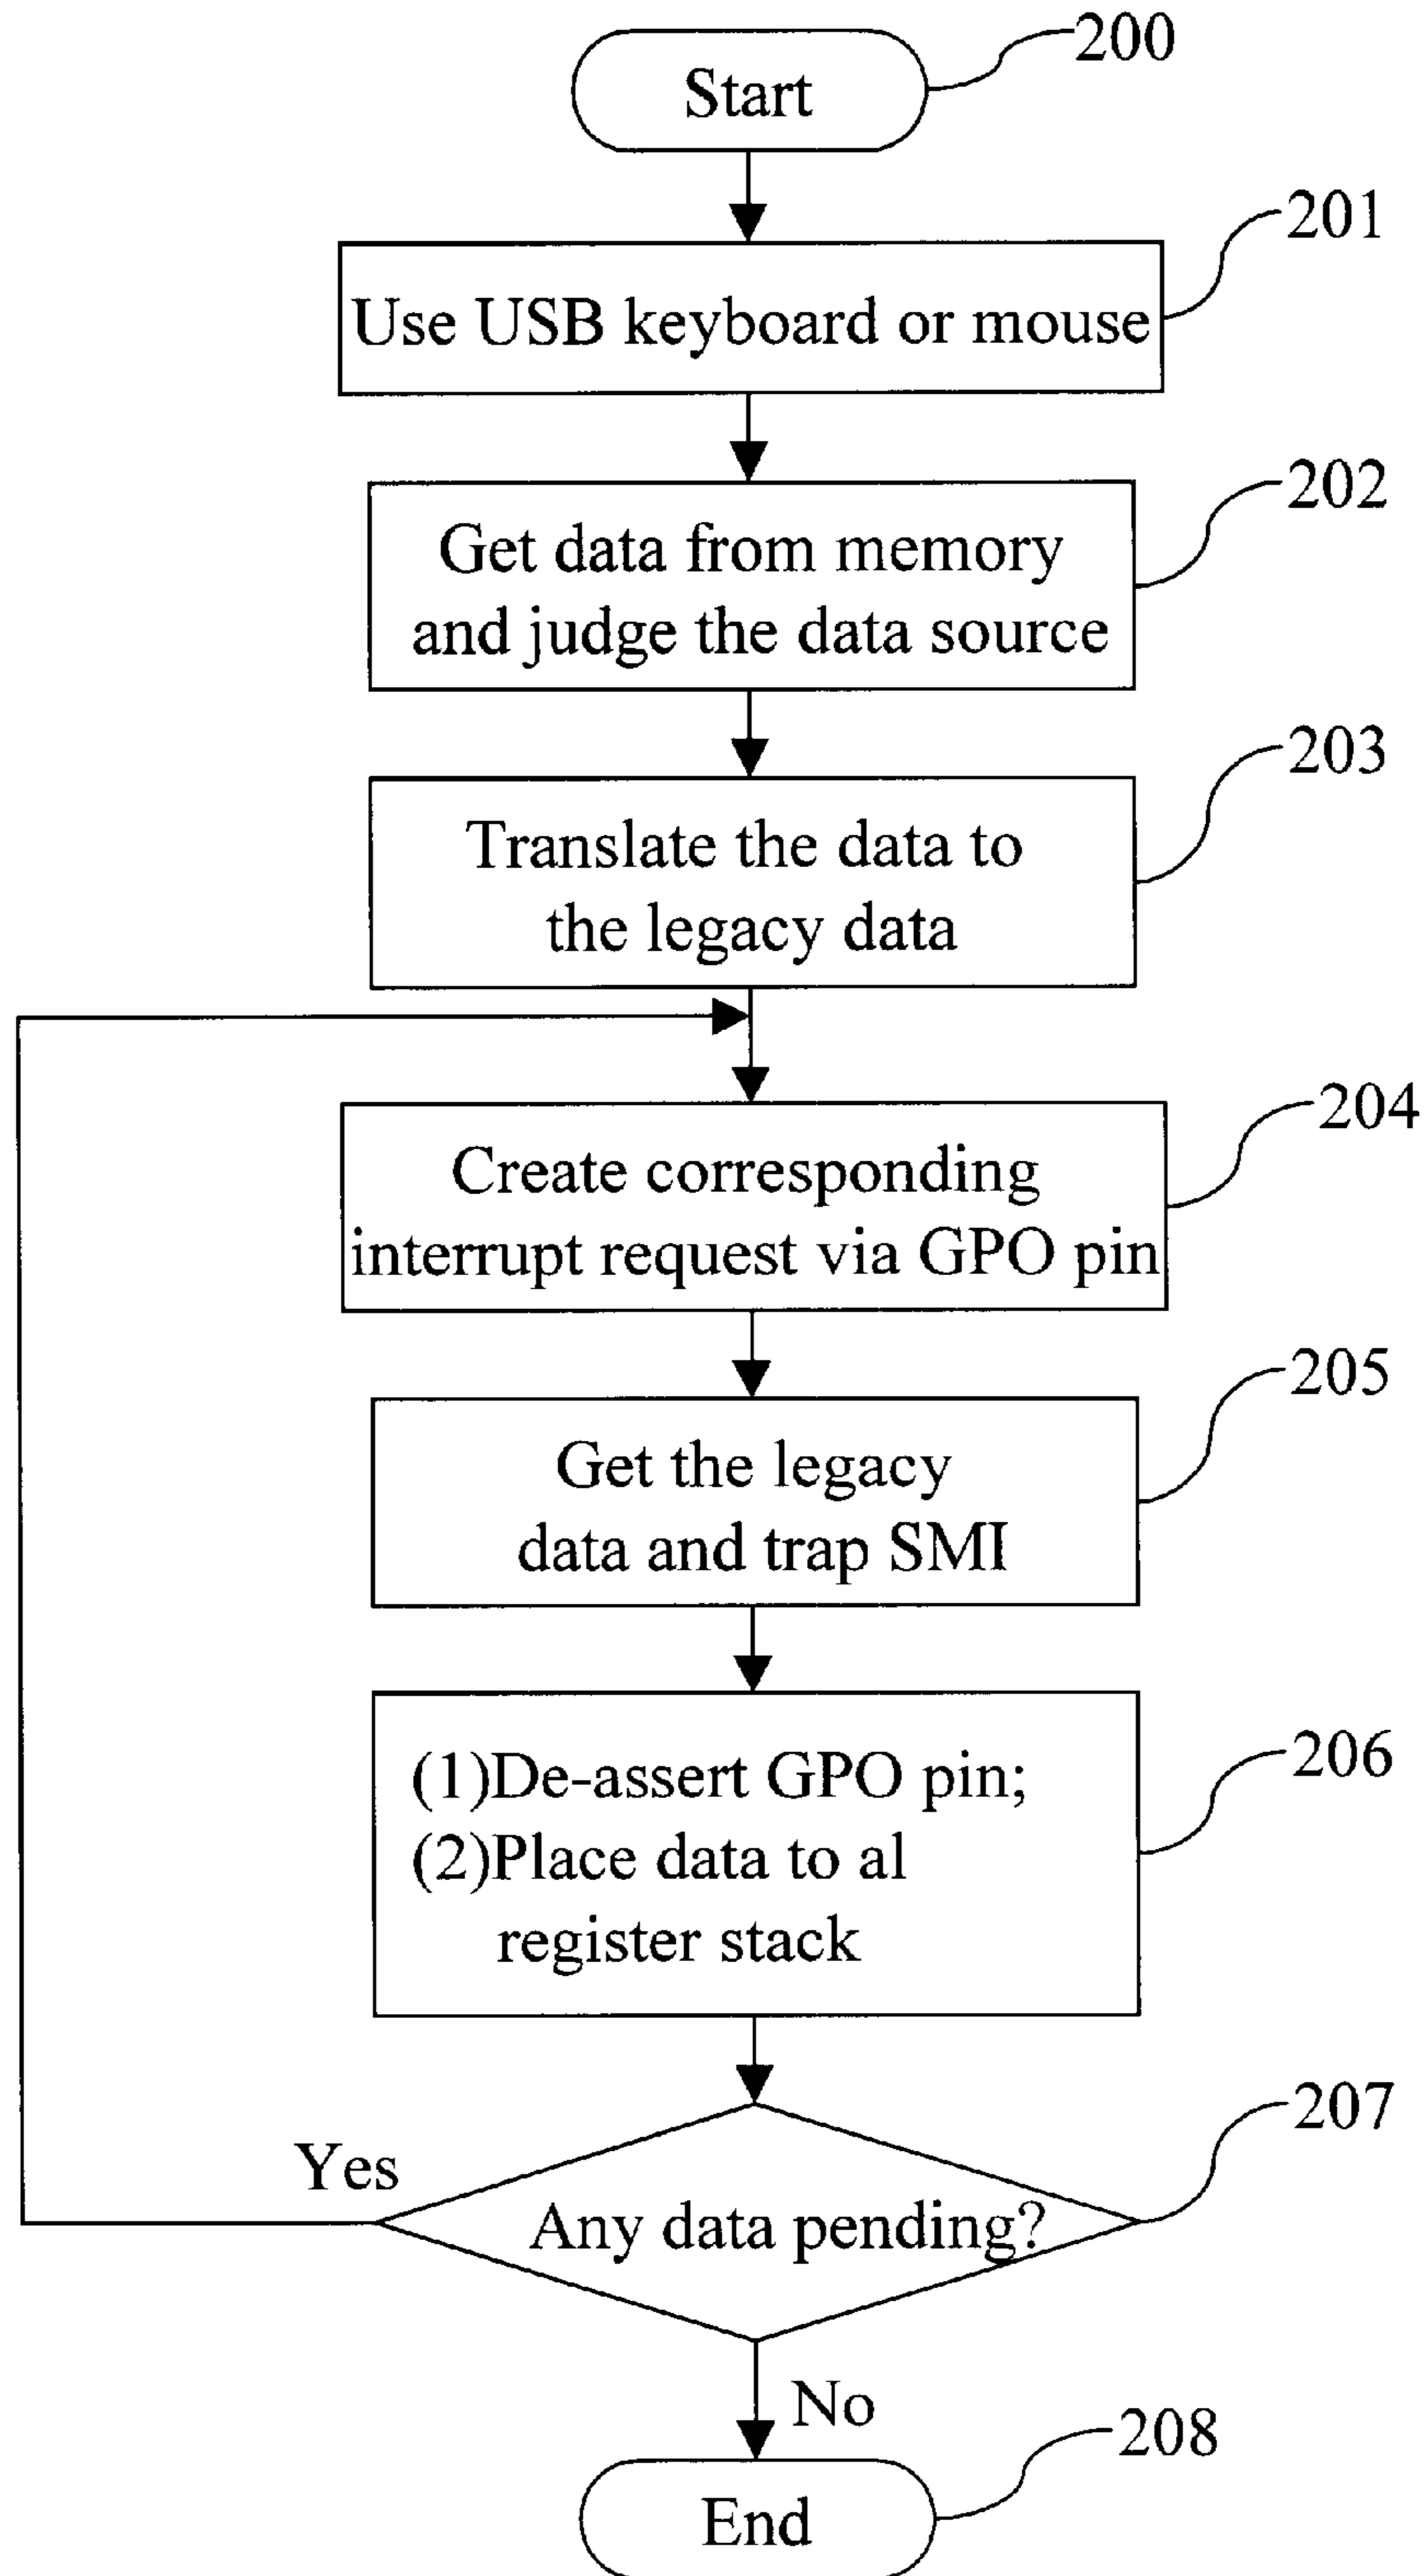 Start
200
201
Use USB keyboard or mouse
202
Get data from memory
and judge the data source
203
Translate the data to
the legacy data
204
Create corresponding
interrupt request via GPO pin
205
Get the legacy
data and trap SMI
206
(1)De-assert GPO pin;
(2)Place data to al
register stack
207
Yes
Any data pending?
No
208
End